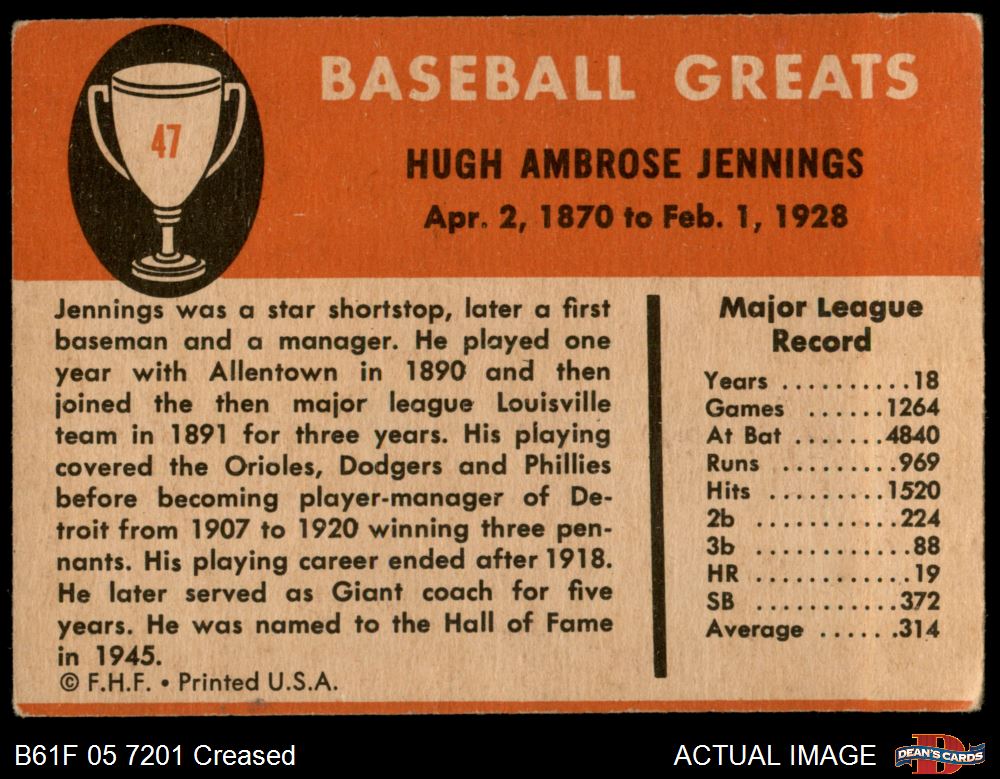 47
BASEBALL GREATS
HUGH AMBROSE JENNINGS
Apr. 2, 1870 to Feb. 1, 1928
Jennings was a star shortstop, later a first
baseman and a manager. He played one
year with Allentown in 1890 and then
joined the then major league Louisville
team in 1891 for three years. His playing
covered the Orioles, Dodgers and Phillies
before becoming player-manager of De-
troit from 1907 to 1920 winning three pen-
nants. His playing career ended after 1918.
He later served as Giant coach for five
years. He was named to the Hall of Fame
in 1945.
© F.H.F. • Printed U.S.A.
Major League
Record
Years ..........18
Games ......1264
At Bat .......4840
Runs .........969
Hits .........1520
2b ...........224
3b ............88
HR ............19
SB ...........372
Average ......314
B61F 05 7201 Creased
ACTUAL IMAGE
D
DEAN'S CARDS